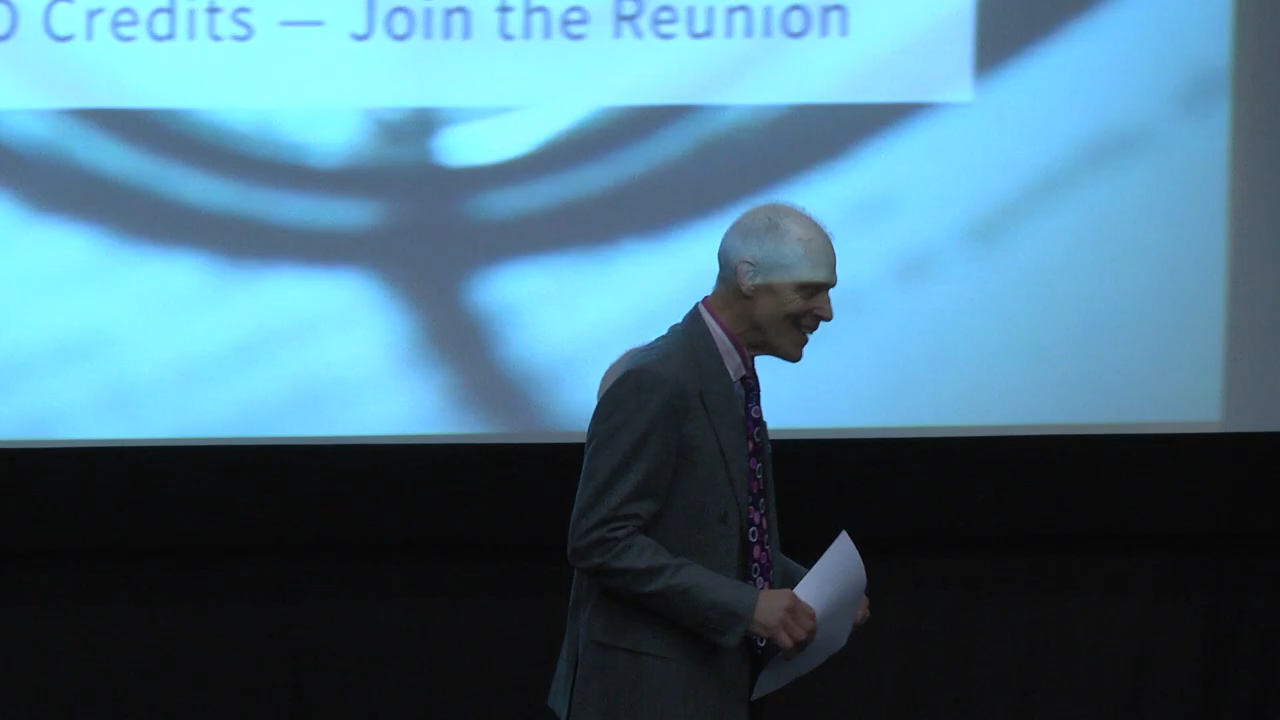 Credits — Join the Reunion